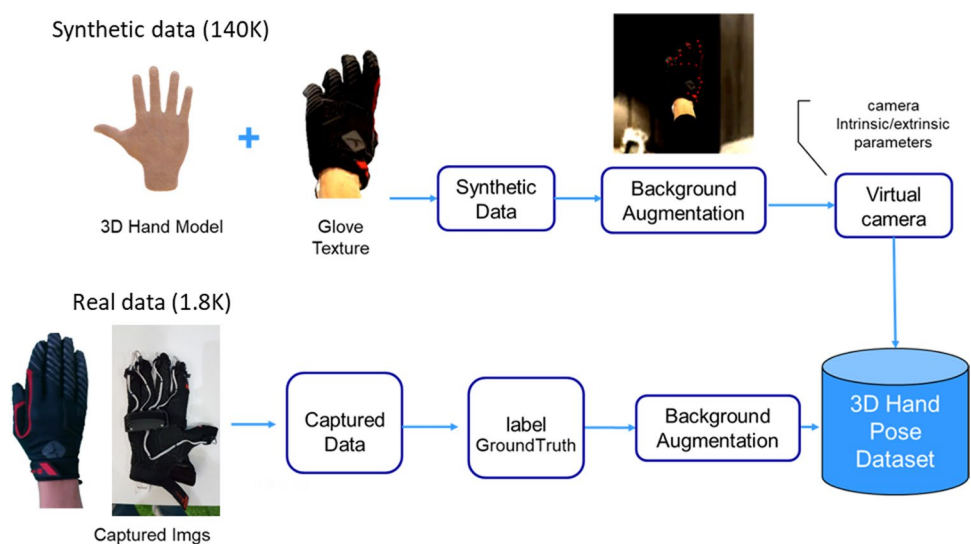 Synthetic data (140K)
3D Hand Model
Glove
Texture
Synthetic
Data
Background
Augmentation
camera
Intrinsic/extrinsic
parameters
Virtual
camera
Real data (1.8K)
Captured Imgs
Captured
Data
label
GroundTruth
Background
Augmentation
3D Hand
Pose
Dataset